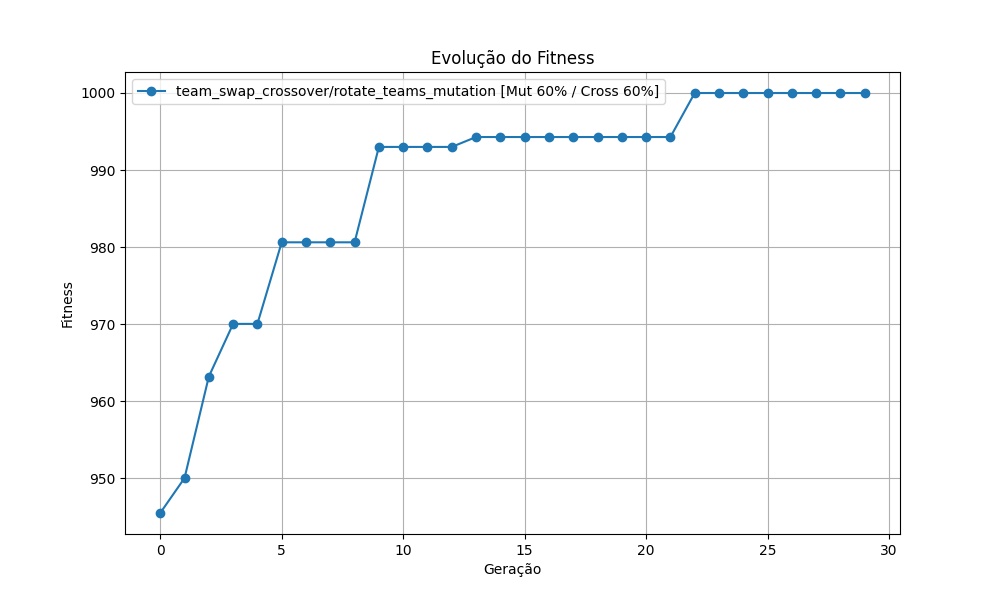 Evolução do Fitness
team_swap_crossover/rotate_teams_mutation [Mut 60% / Cross 60%]
1000
990
980
970
960
950
Fitness
0 5 10 15 20 25 30
Geração